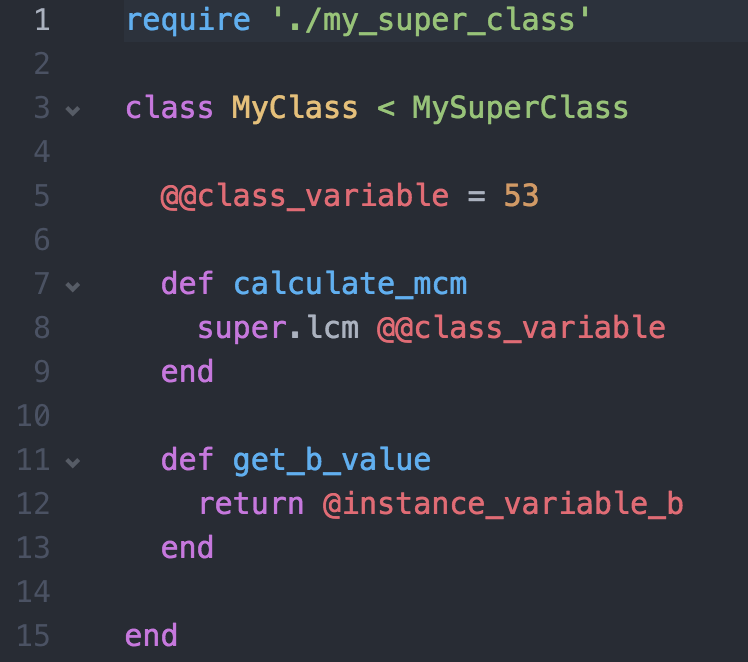 1 require './my_super_class'
2
3 class MyClass < MySuperClass
4
5   @@class_variable = 53
6
7   def calculate_mcm
8     super.lcm @@class_variable
9   end
10
11   def get_b_value
12     return @instance_variable_b
13   end
14
15 end